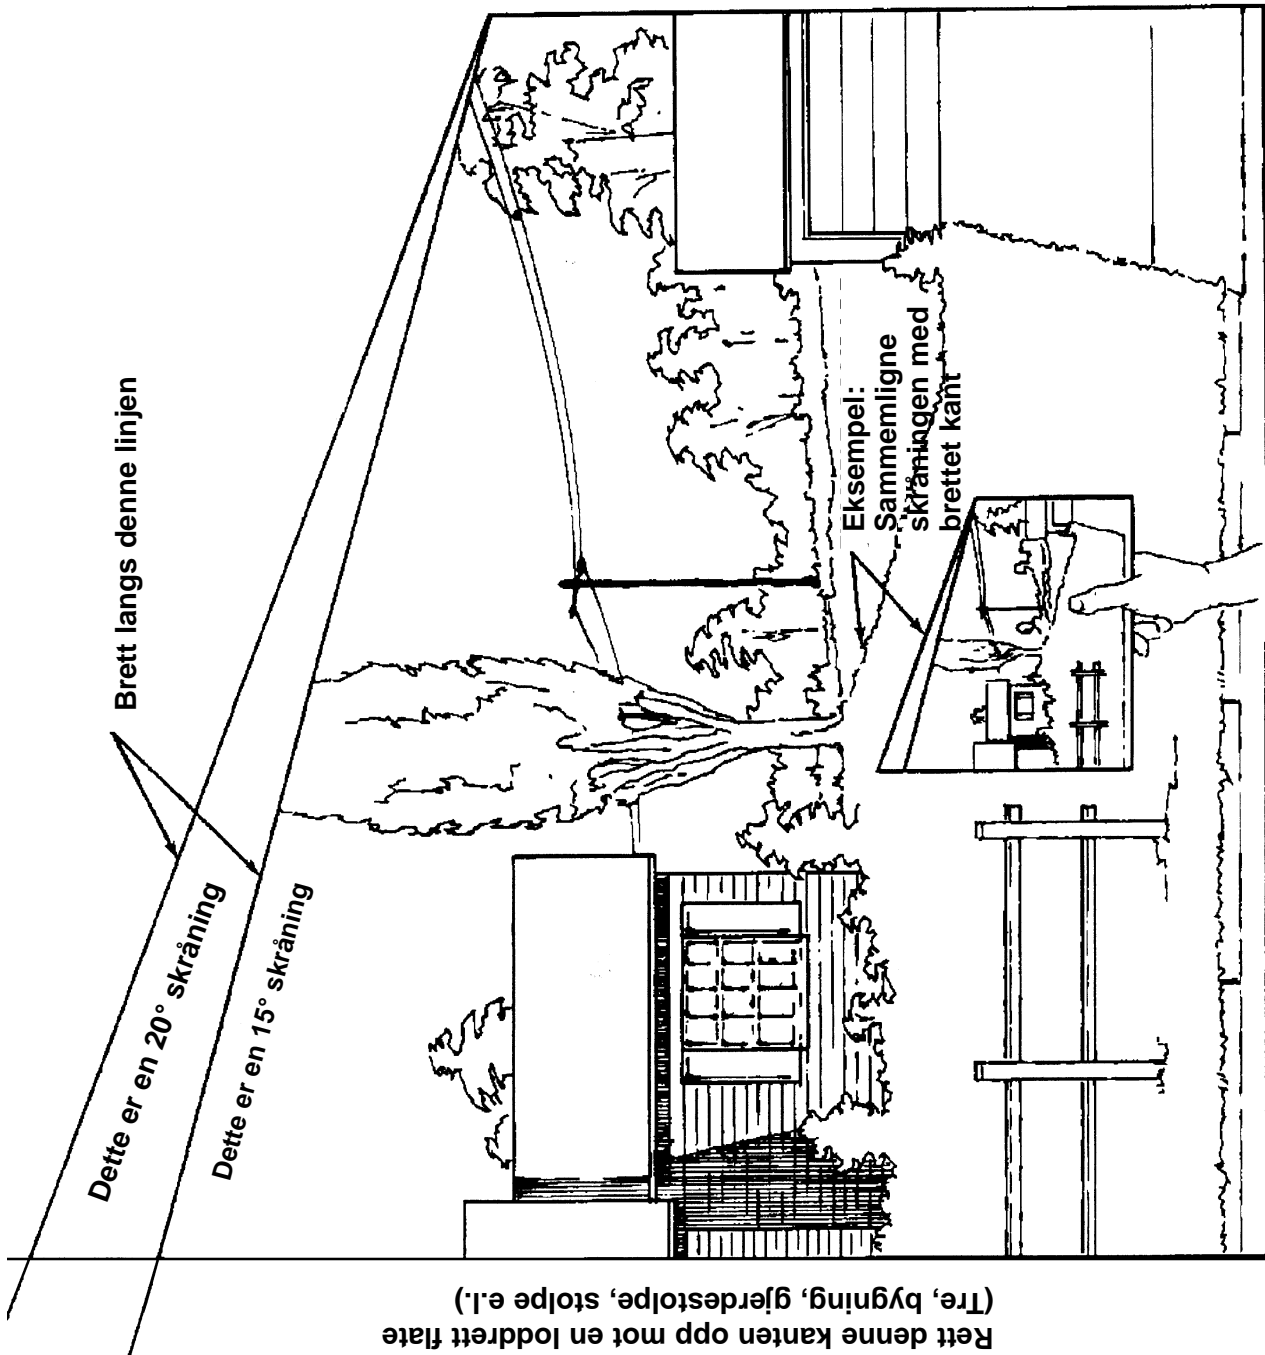 Brett langs denne linjen
Dette er en 20° skråning
Dette er en 15° skråning
Eksempel:
Sammemligne
skråningen med
brettet kant
Rett denne kanten opp mot en loddrett flate
(Tre, bygning, gjerdestolpe, stolpe e.l.)